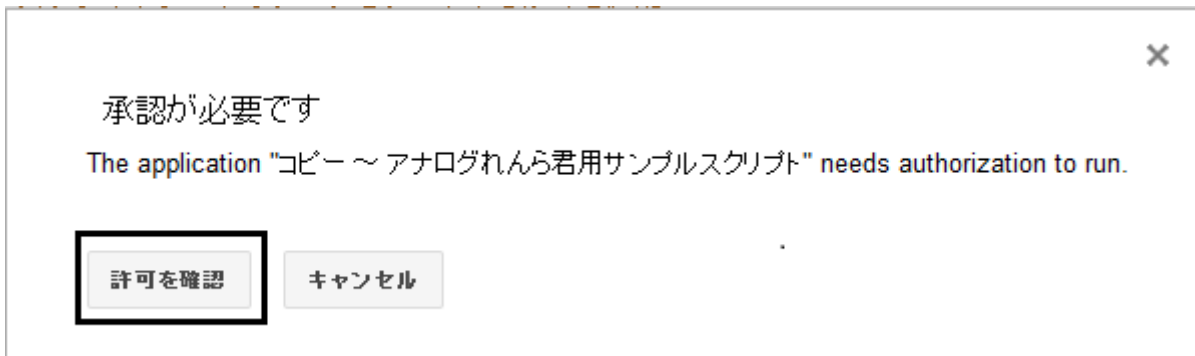 承認が必要です
The application "コピー ～ アナログれんら君用サンプルスクリプト" needs authorization to run.
許可を確認 キャンセル